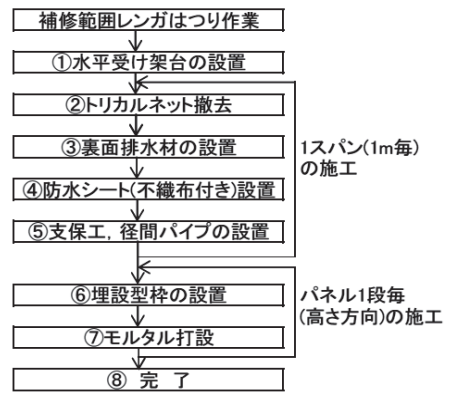 補修範囲レンガはつり作業
①水平受け架台の設置
②トリカルネット撤去
③裏面排水材の設置
④防水シート(不織布付き)設置
⑤支保工，径間パイプの設置
1スパン(1m毎)
の施工
⑥埋設型枠の設置
⑦モルタル打設
パネル1段毎
(高さ方向)の施工
⑧ 完 了